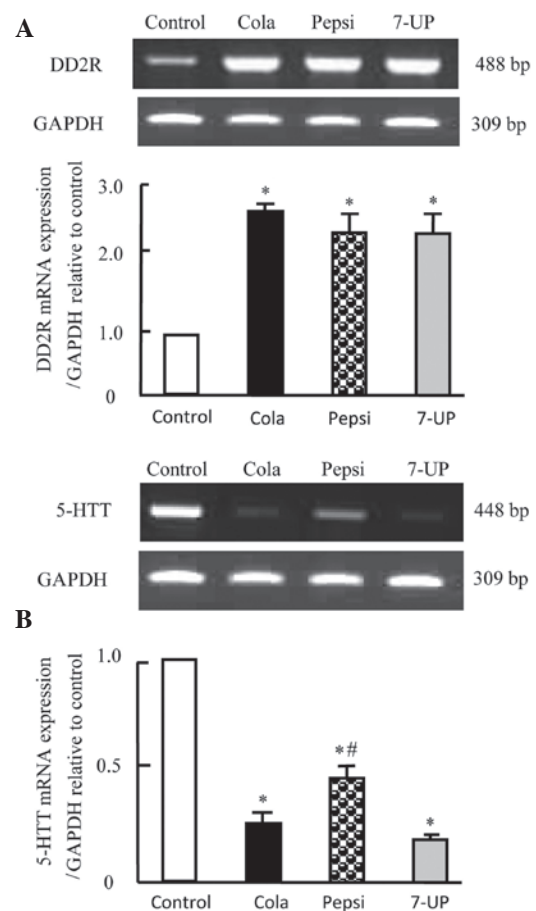 A
Control Cola Pepsi 7-UP
DD2R 488 bp
GAPDH 309 bp
DD2R mRNA expression
/GAPDH relative to control
3.0
2.0
1.0
0
* * *
Control Cola Pepsi 7-UP
Control Cola Pepsi 7-UP
5-HTT 448 bp
GAPDH 309 bp
B
5-HTT mRNA expression
/GAPDH relative to control
1.0
0.5
0
* *# *
Control Cola Pepsi 7-UP